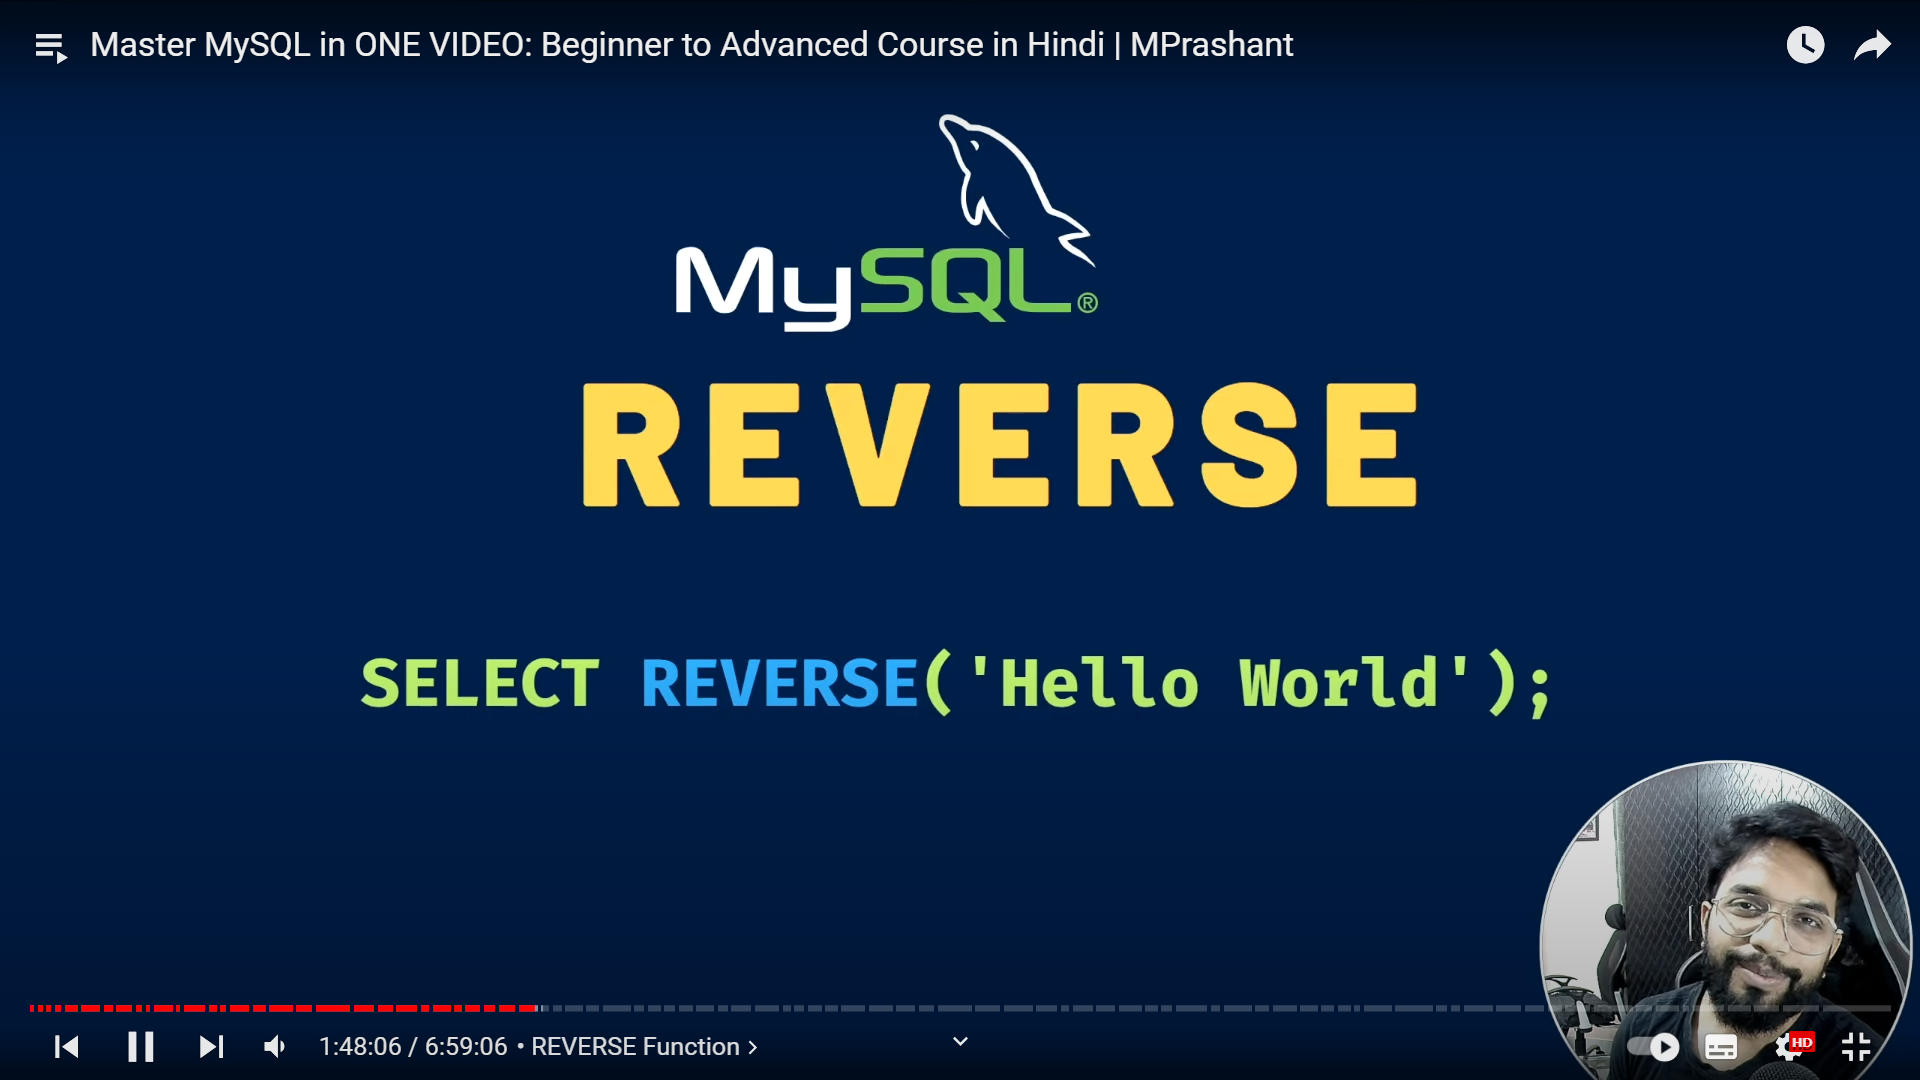 Master MySQL in ONE VIDEO: Beginner to Advanced Course in Hindi | MPrashant
MySQL®
REVERSE
SELECT REVERSE('Hello World');
1:48:06 / 6:59:06 • REVERSE Function
HD